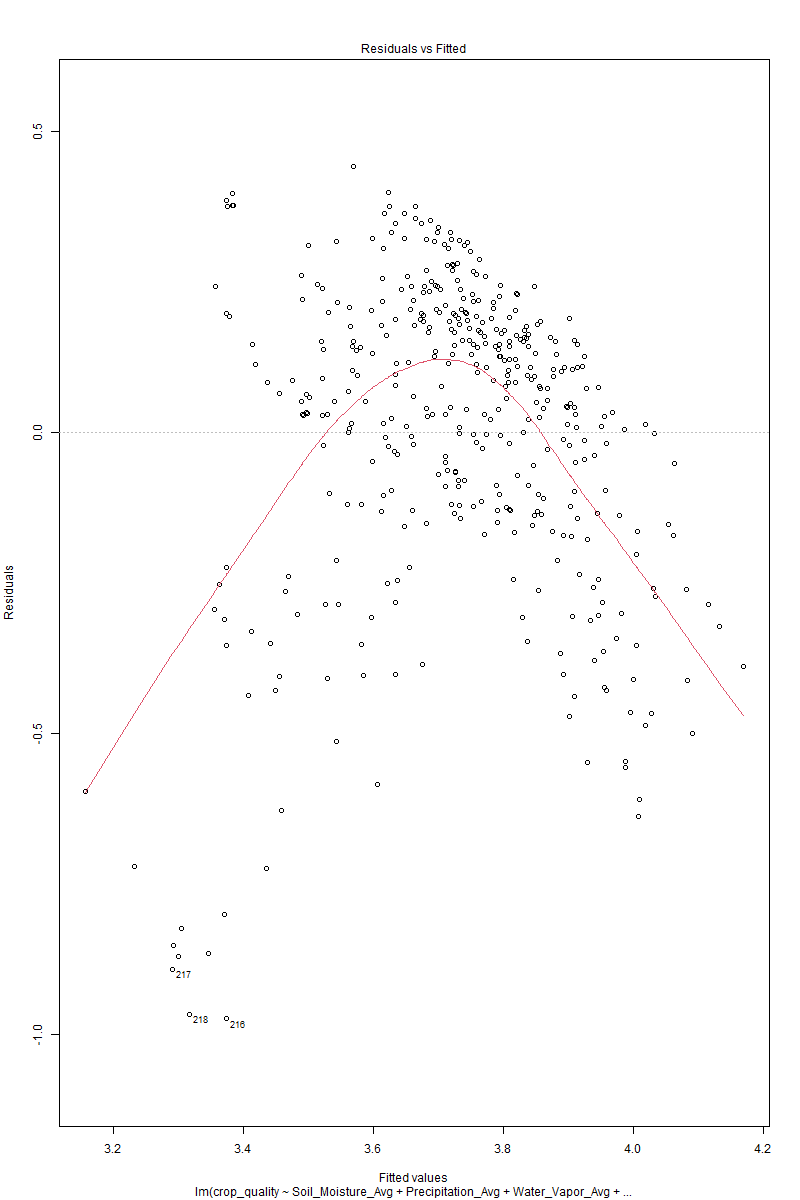 Residuals vs Fitted
0.5
0.0
-0.5
-1.0
Residuals
217
218
216
3.2 3.4 3.6 3.8 4.0 4.2
Fitted values
lm(crop_quality ~ Soil_Moisture_Avg + Precipitation_Avg + Water_Vapor_Avg + ...